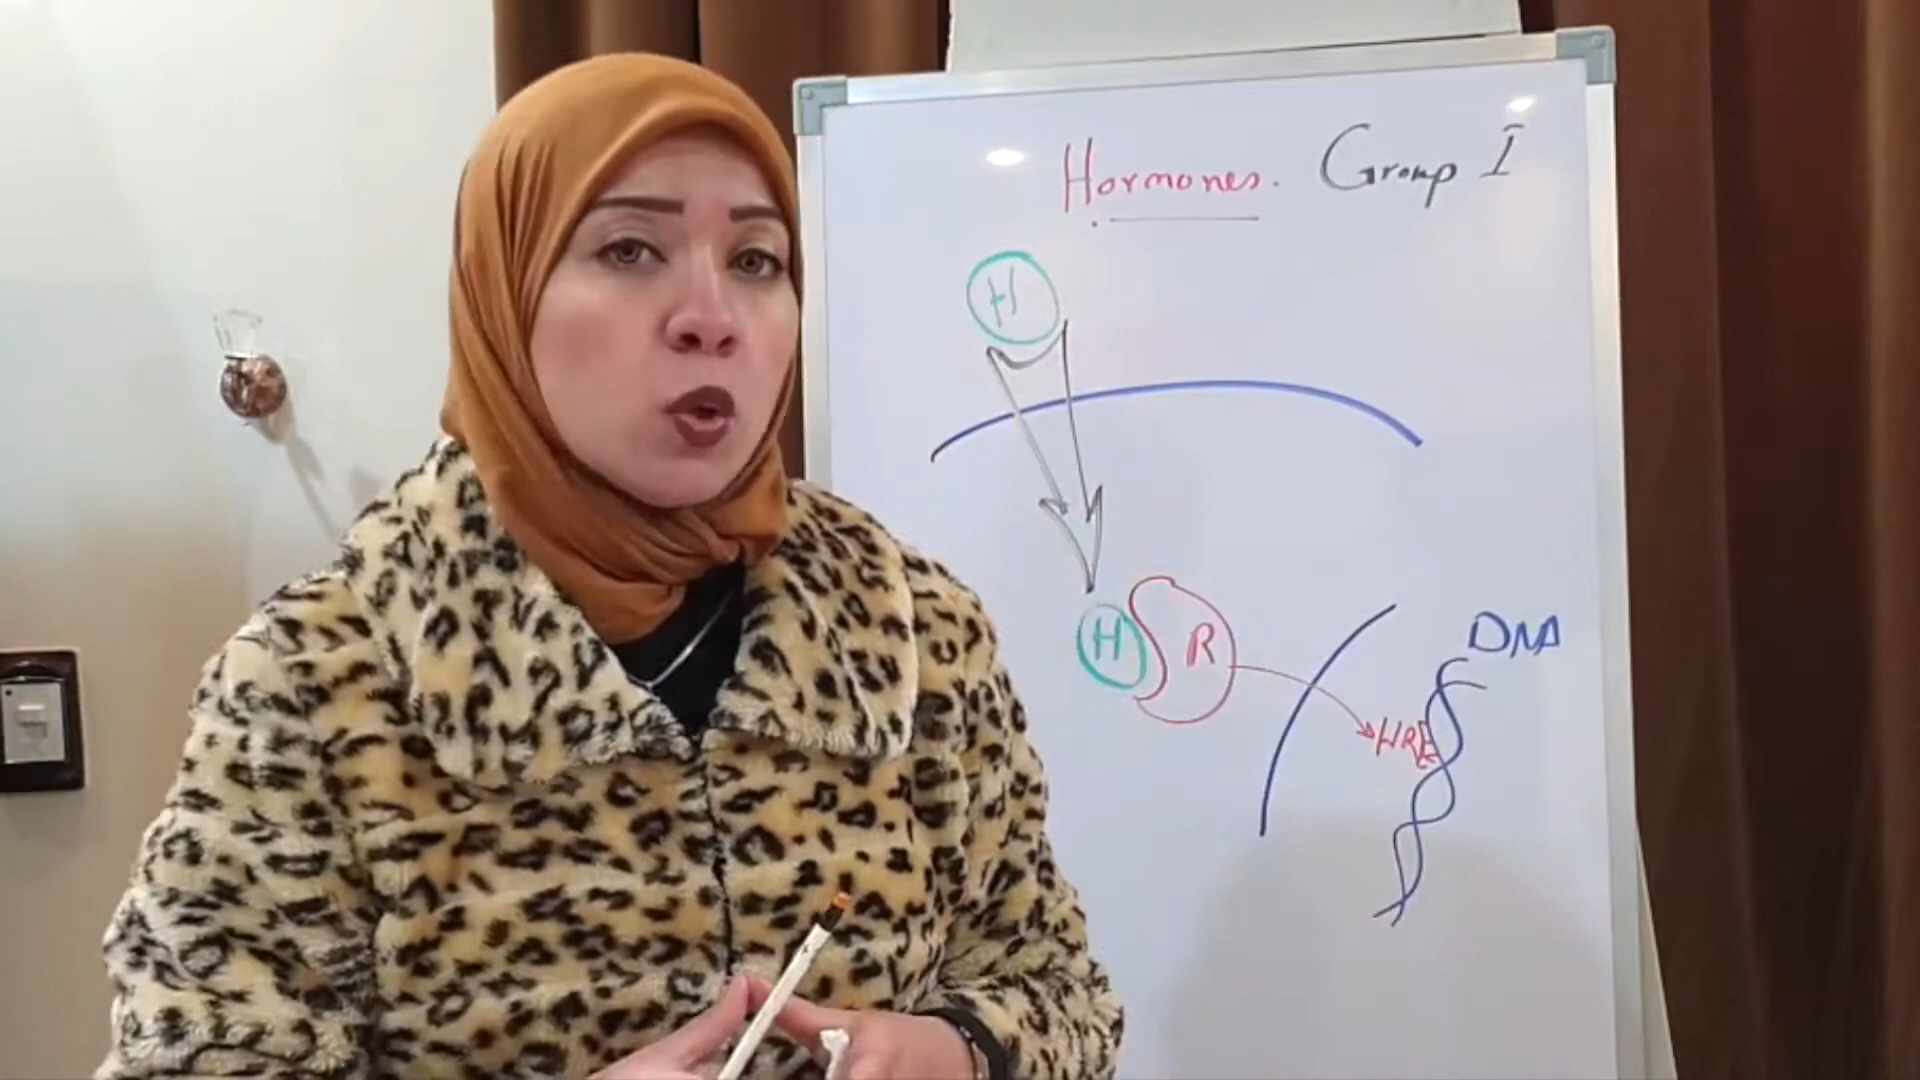 Hormones. Group I
H
H R
DNA
HRE